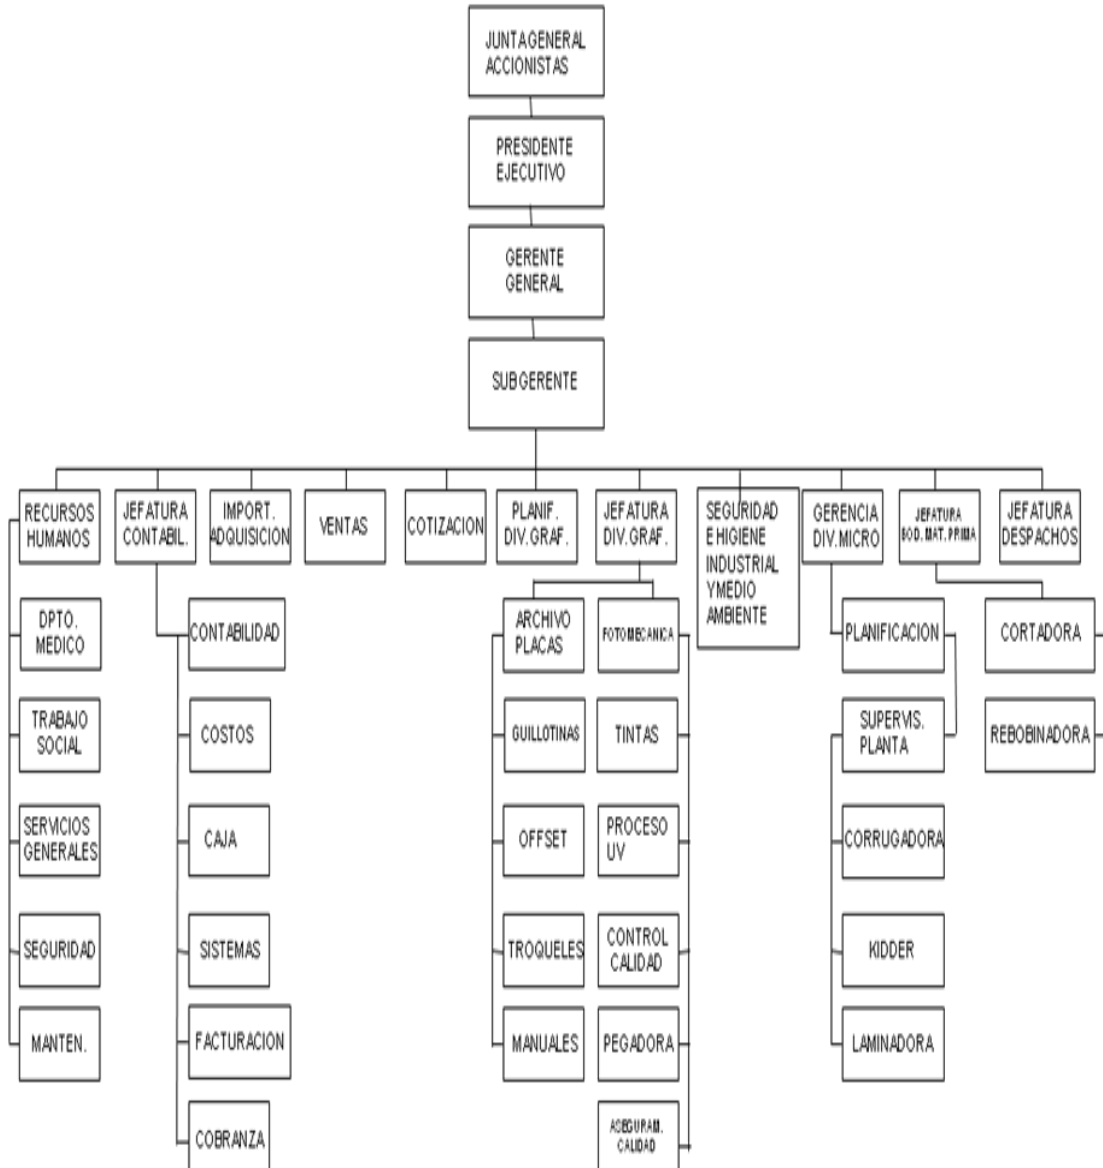 JUNTA GENERAL
ACCIONISTAS
PRESIDENTE
EJECUTIVO
GERENTE
GENERAL
SUBGERENTE
RECURSOS
HUMANOS
JEFATURA
CONTABIL.
IMPORT.
ADQUISICION
VENTAS
COTIZACION
PLANIF.
DIV.GRAF.
JEFATURA
DIV.GRAF.
SEGURIDAD
E HIGIENE
INDUSTRIAL
Y MEDIO
AMBIENTE
GERENCIA
DIV.MICRO
JEFATURA
BOD. MAT. PRIMA
JEFATURA
DESPACHOS
DPTO.
MEDICO
CONTABILIDAD
ARCHIVO
PLACAS
FOTOMECANICA
PLANIFICACION
CORTADORA
TRABAJO
SOCIAL
COSTOS
GUILLOTINAS
TINTAS
SUPERVIS.
PLANTA
REBOBINADORA
SERVICIOS
GENERALES
CAJA
OFFSET
PROCESO
UV
CORRUGADORA
SEGURIDAD
SISTEMAS
TROQUELES
CONTROL
CALIDAD
KIDDER
MANTEN.
FACTURACION
MANUALES
PEGADORA
LAMINADORA
COBRANZA
ASEGURAM.
CALIDAD